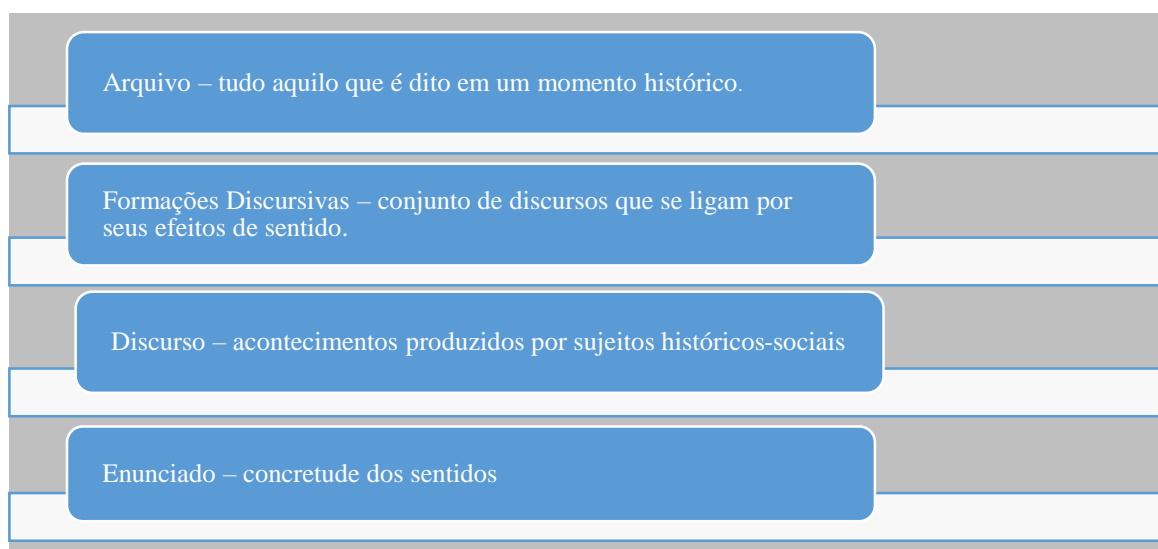 Arquivo – tudo aquilo que é dito em um momento histórico.
Formações Discursivas – conjunto de discursos que se ligam por
seus efeitos de sentido.
Discurso – acontecimentos produzidos por sujeitos históricos-sociais
Enunciado – concretude dos sentidos